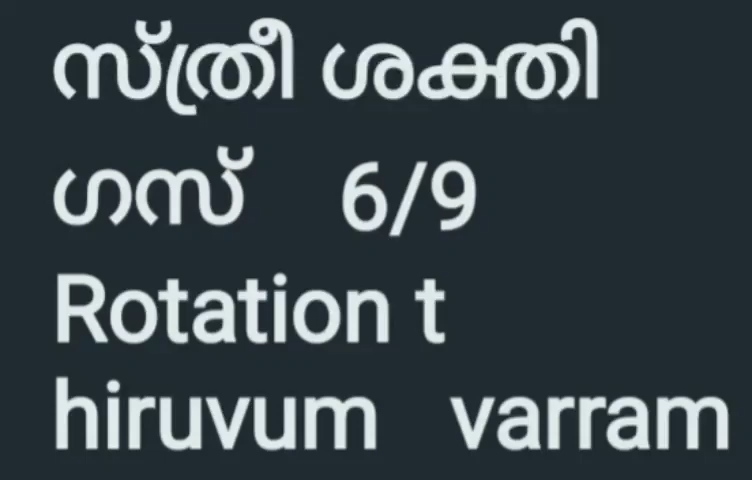 സ്ത്രീ ശക്തി
ഗസ് 6/9
Rotation t
hiruvum varram